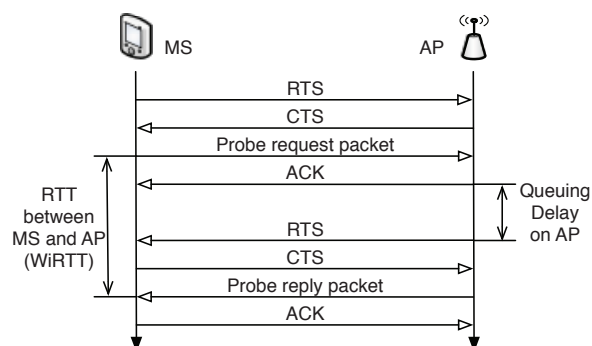 MS
AP
RTS
CTS
Probe request packet
ACK
RTT
between
MS and AP
(WiRTT)
Queuing
Delay
on AP
RTS
CTS
Probe reply packet
ACK